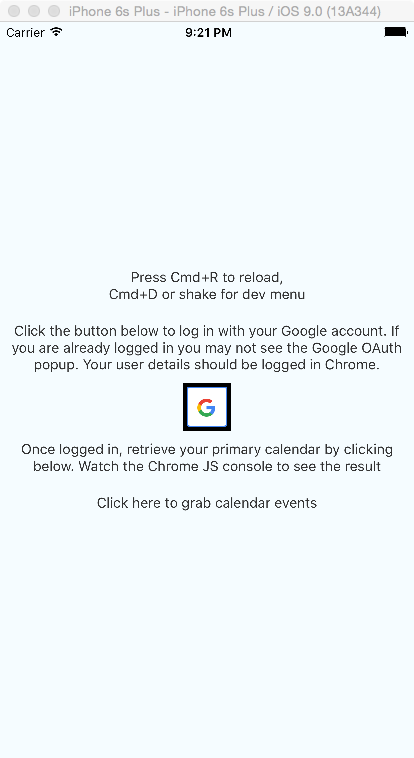 iPhone 6s Plus - iPhone 6s Plus / iOS 9.0 (13A344)
Carrier 9:21 PM
Press Cmd+R to reload,
Cmd+D or shake for dev menu
Click the button below to log in with your Google account. If
you are already logged in you may not see the Google OAuth
popup. Your user details should be logged in Chrome.
G
Once logged in, retrieve your primary calendar by clicking
below. Watch the Chrome JS console to see the result
Click here to grab calendar events